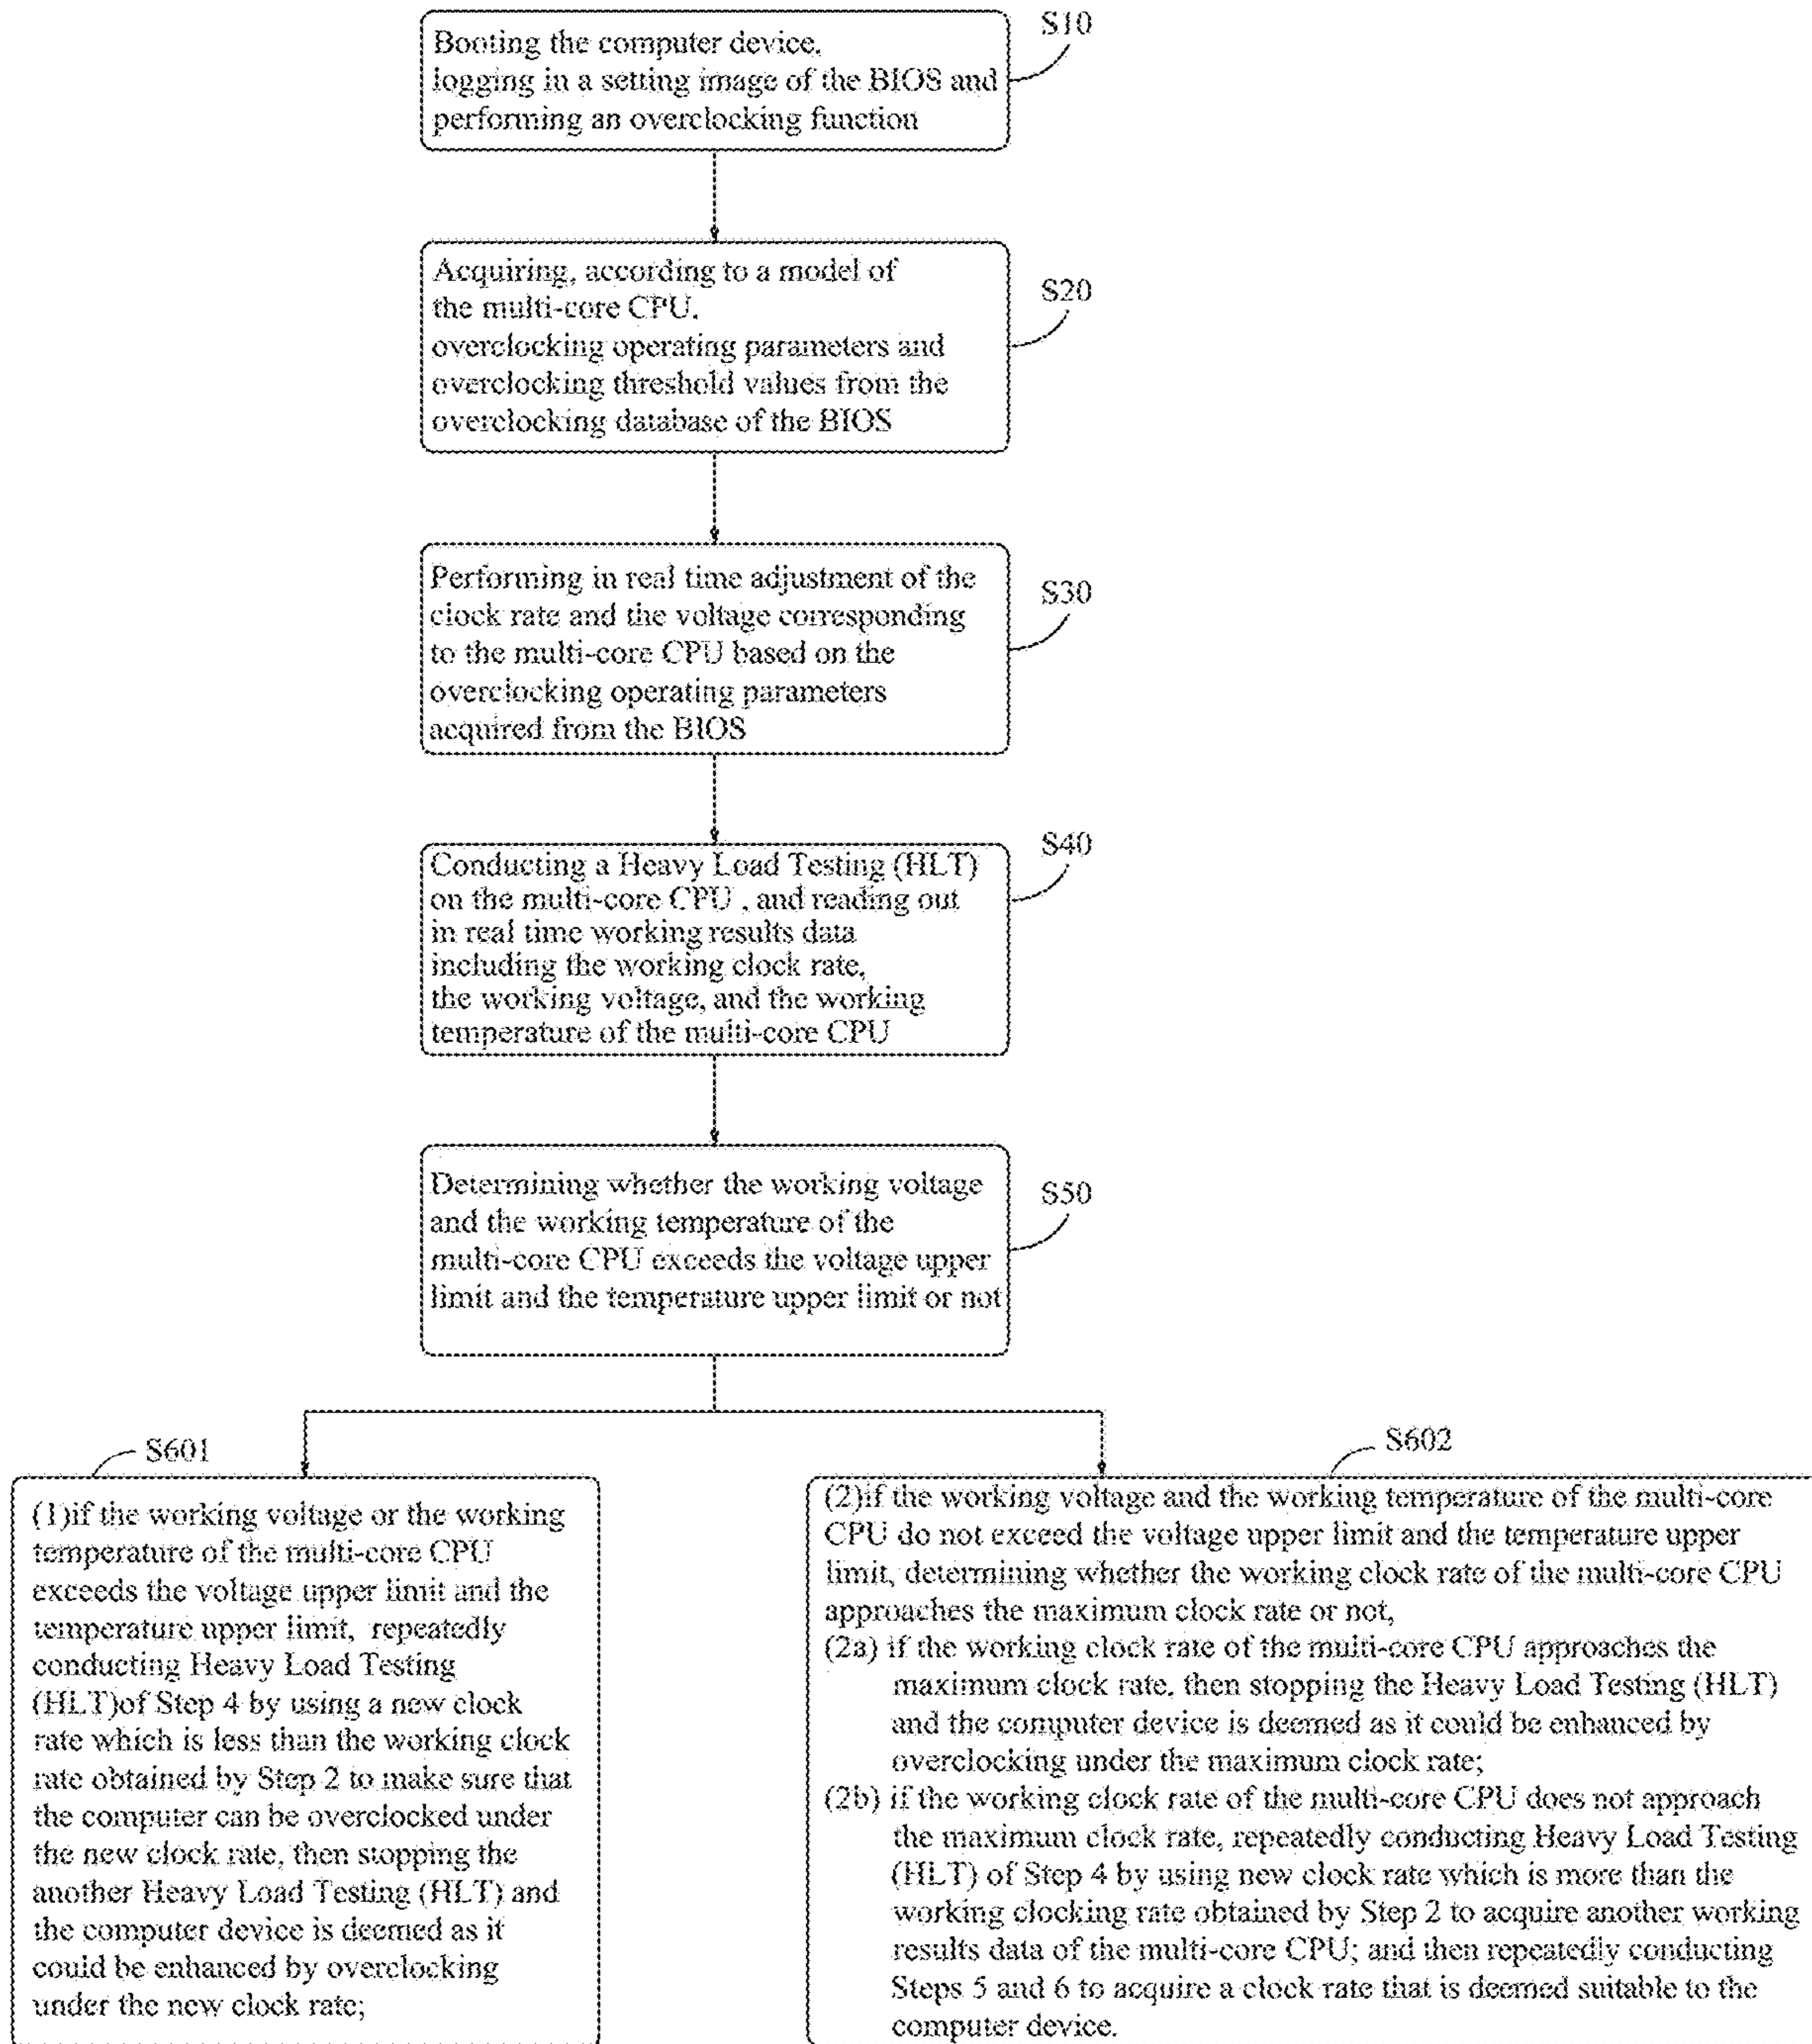 Booting the computer device,
logging in a setting image of the BIOS and
performing an overclocking function
S10
Acquiring, according to a model of
the multi-core CPU,
overclocking operating parameters and
overclocking threshold values from the
overclocking database of the BIOS
S20
Performing in real time adjustment of the
clock rate and the voltage corresponding
to the multi-core CPU based on the
overclocking operating parameters
acquired from the BIOS
S30
Conducting a Heavy Load Testing (HLT)
on the multi-core CPU , and reading out
in real time working results data
including the working clock rate,
the working voltage, and the working
temperature of the multi-core CPU
S40
Determining whether the working voltage
and the working temperature of the
multi-core CPU exceeds the voltage upper
limit and the temperature upper limit or not
S50
S601
(1)if the working voltage or the working
temperature of the multi-core CPU
exceeds the voltage upper limit and the
temperature upper limit, repeatedly
conducting Heavy Load Testing
(HLT)of Step 4 by using a new clock
rate which is less than the working clock
rate obtained by Step 2 to make sure that
the computer can be overclocked under
the new clock rate, then stopping the
another Heavy Load Testing (HLT) and
the computer device is deemed as it
could be enhanced by overclocking
under the new clock rate;
S602
(2)if the working voltage and the working temperature of the multi-core
CPU do not exceed the voltage upper limit and the temperature upper
limit, determining whether the working clock rate of the multi-core CPU
approaches the maximum clock rate or not,
(2a) if the working clock rate of the multi-core CPU approaches the
maximum clock rate, then stopping the Heavy Load Testing (HLT)
and the computer device is deemed as it could be enhanced by
overclocking under the maximum clock rate;
(2b) if the working clock rate of the multi-core CPU does not approach
the maximum clock rate, repeatedly conducting Heavy Load Testing
(HLT) of Step 4 by using new clock rate which is more than the
working clocking rate obtained by Step 2 to acquire another working
results data of the multi-core CPU; and then repeatedly conducting
Steps 5 and 6 to acquire a clock rate that is deemed suitable to the
computer device.